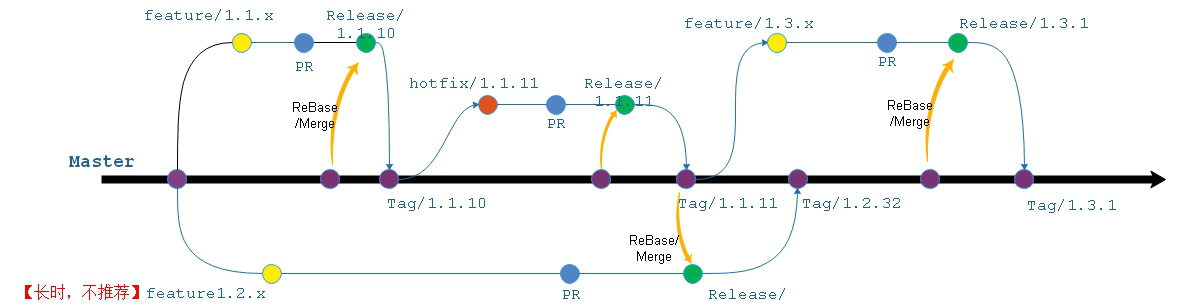 feature/1.1.x
Release/
1.1.10
PR
ReBase
/Merge
hotfix/1.1.11
Release/
1.1.11
PR
feature/1.3.x
PR
Release/1.3.1
ReBase
/Merge
Master
Tag/1.1.10
Tag/1.1.11
Tag/1.2.32
Tag/1.3.1
ReBase/
Merge
【长时，不推荐】feature1.2.x
PR
Release/